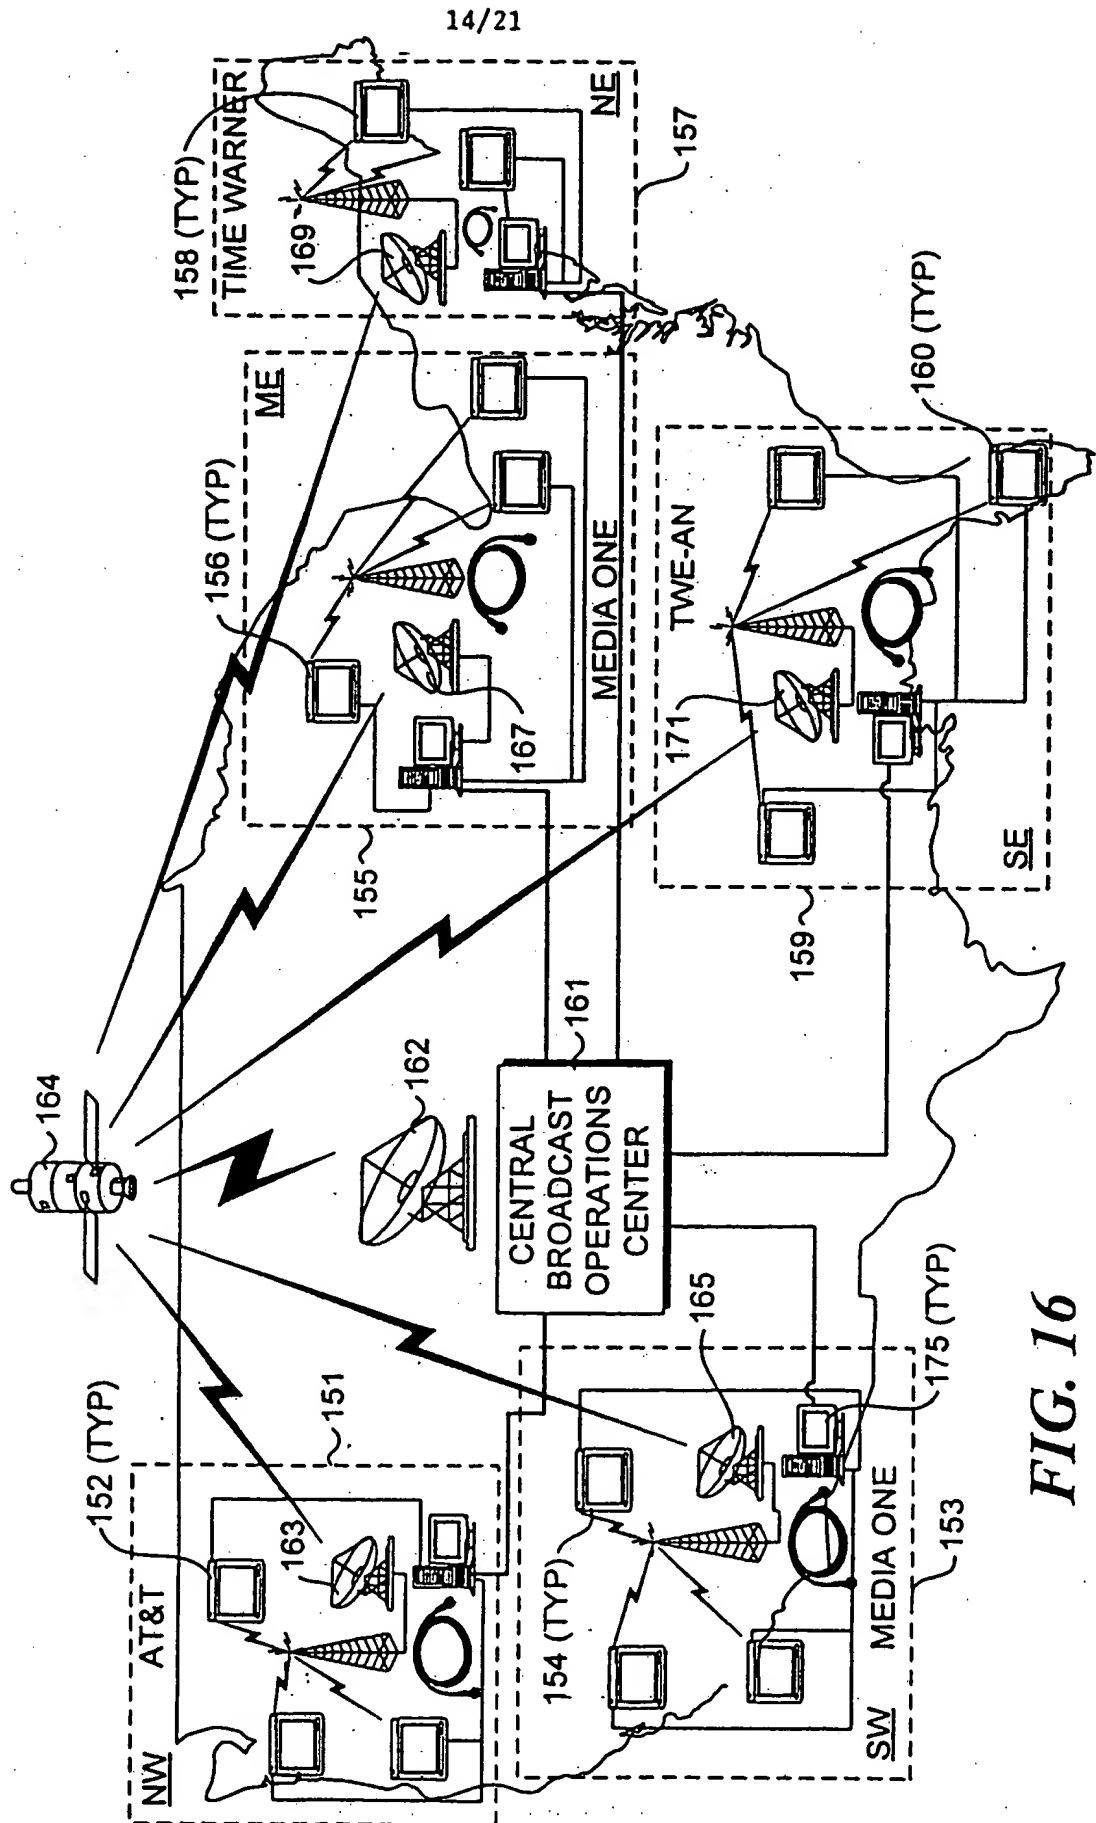 14/21
164
152 (TYP)
AT&T
NW
163
151
162
CENTRAL
BROADCAST
OPERATIONS
CENTER
161
154 (TYP)
165
175 (TYP)
MEDIA ONE
SW
153
156 (TYP)
ME
155
167
MEDIA ONE
158 (TYP)
TIME WARNER
169
NE
157
TWE-AN
171
160 (TYP)
159
SE
FIG. 16